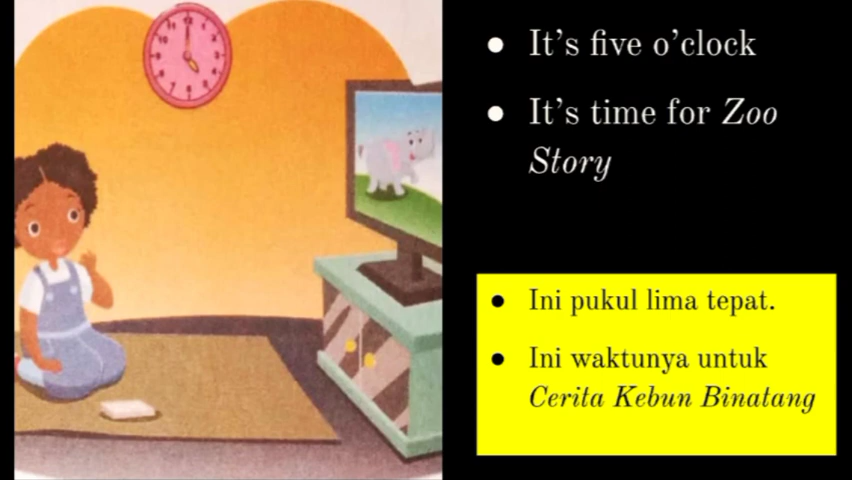 It's five o'clock
It's time for Zoo
Story
Ini pukul lima tepat.
Ini waktunya untuk
Cerita Kebun Binatang